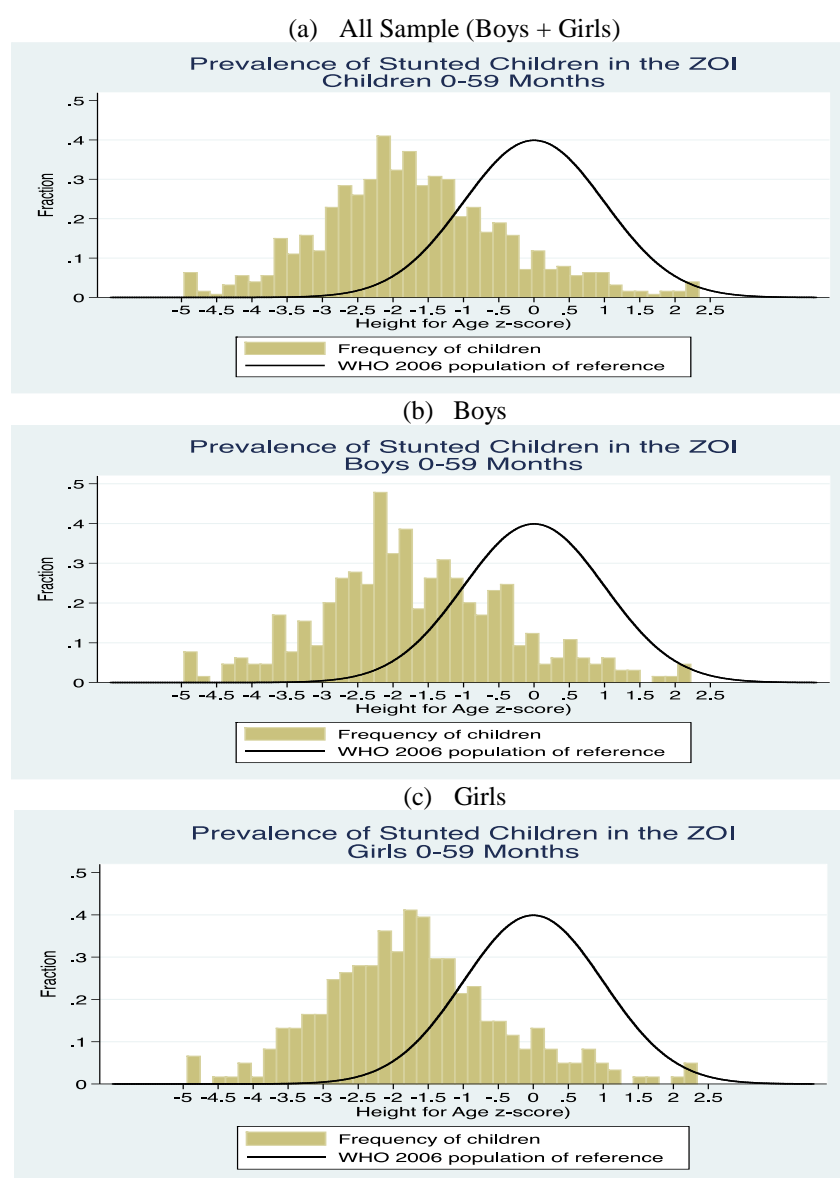 (a) All Sample (Boys + Girls)
Prevalence of Stunted Children in the ZOI
Children 0-59 Months
.5
.4
.3
.2
.1
0
Fraction
-5 -4.5 -4 -3.5 -3 -2.5 -2 -1.5 -1 -.5 0 .5 1 1.5 2 2.5
Height for Age z-score)
Frequency of children
WHO 2006 population of reference
(b) Boys
Prevalence of Stunted Children in the ZOI
Boys 0-59 Months
.5
.4
.3
.2
.1
0
Fraction
-5 -4.5 -4 -3.5 -3 -2.5 -2 -1.5 -1 -.5 0 .5 1 1.5 2 2.5
Height for Age z-score)
Frequency of children
WHO 2006 population of reference
(c) Girls
Prevalence of Stunted Children in the ZOI
Girls 0-59 Months
.5
.4
.3
.2
.1
0
Fraction
-5 -4.5 -4 -3.5 -3 -2.5 -2 -1.5 -1 -.5 0 .5 1 1.5 2 2.5
Height for Age z-score)
Frequency of children
WHO 2006 population of reference